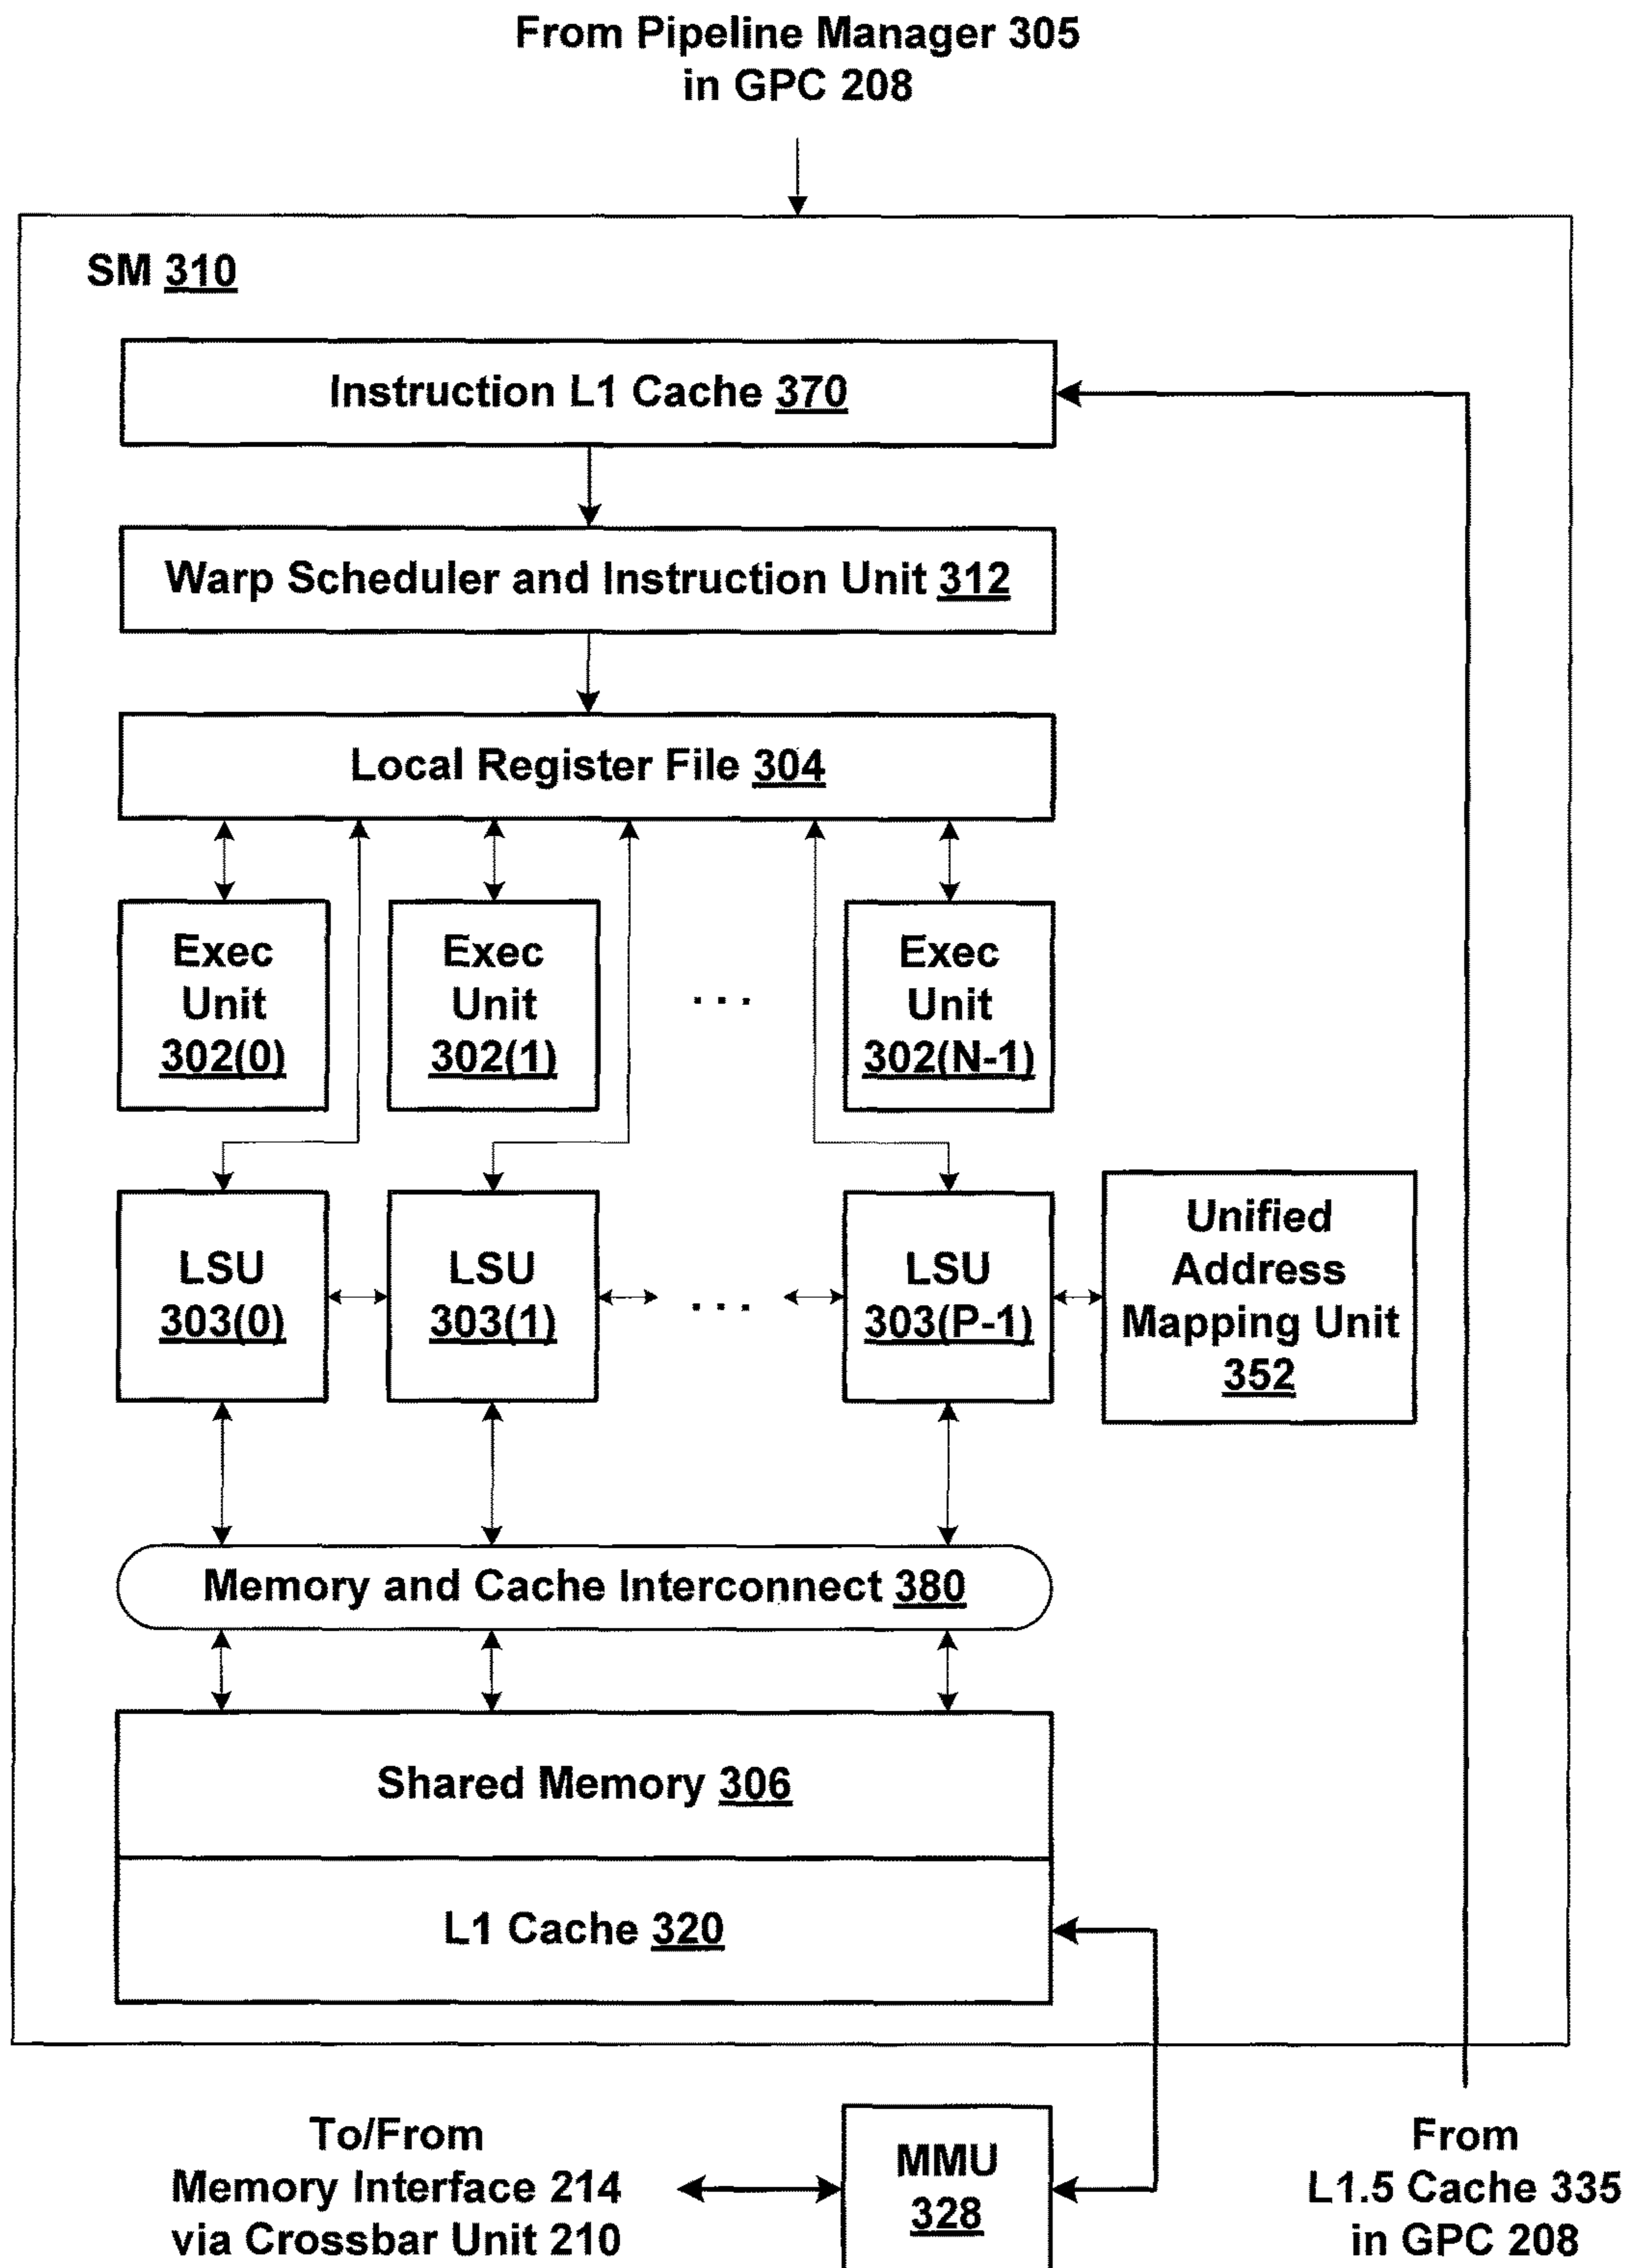 From Pipeline Manager 305
in GPC 208
SM 310
Instruction L1 Cache 370
Warp Scheduler and Instruction Unit 312
Local Register File 304
Exec
Unit
302(0)
Exec
Unit
302(1)
. . .
Exec
Unit
302(N-1)
LSU
303(0)
LSU
303(1)
. . .
LSU
303(P-1)
Unified
Address
Mapping Unit
352
Memory and Cache Interconnect 380
Shared Memory 306
L1 Cache 320
To/From
Memory Interface 214
via Crossbar Unit 210
MMU
328
From
L1.5 Cache 335
in GPC 208